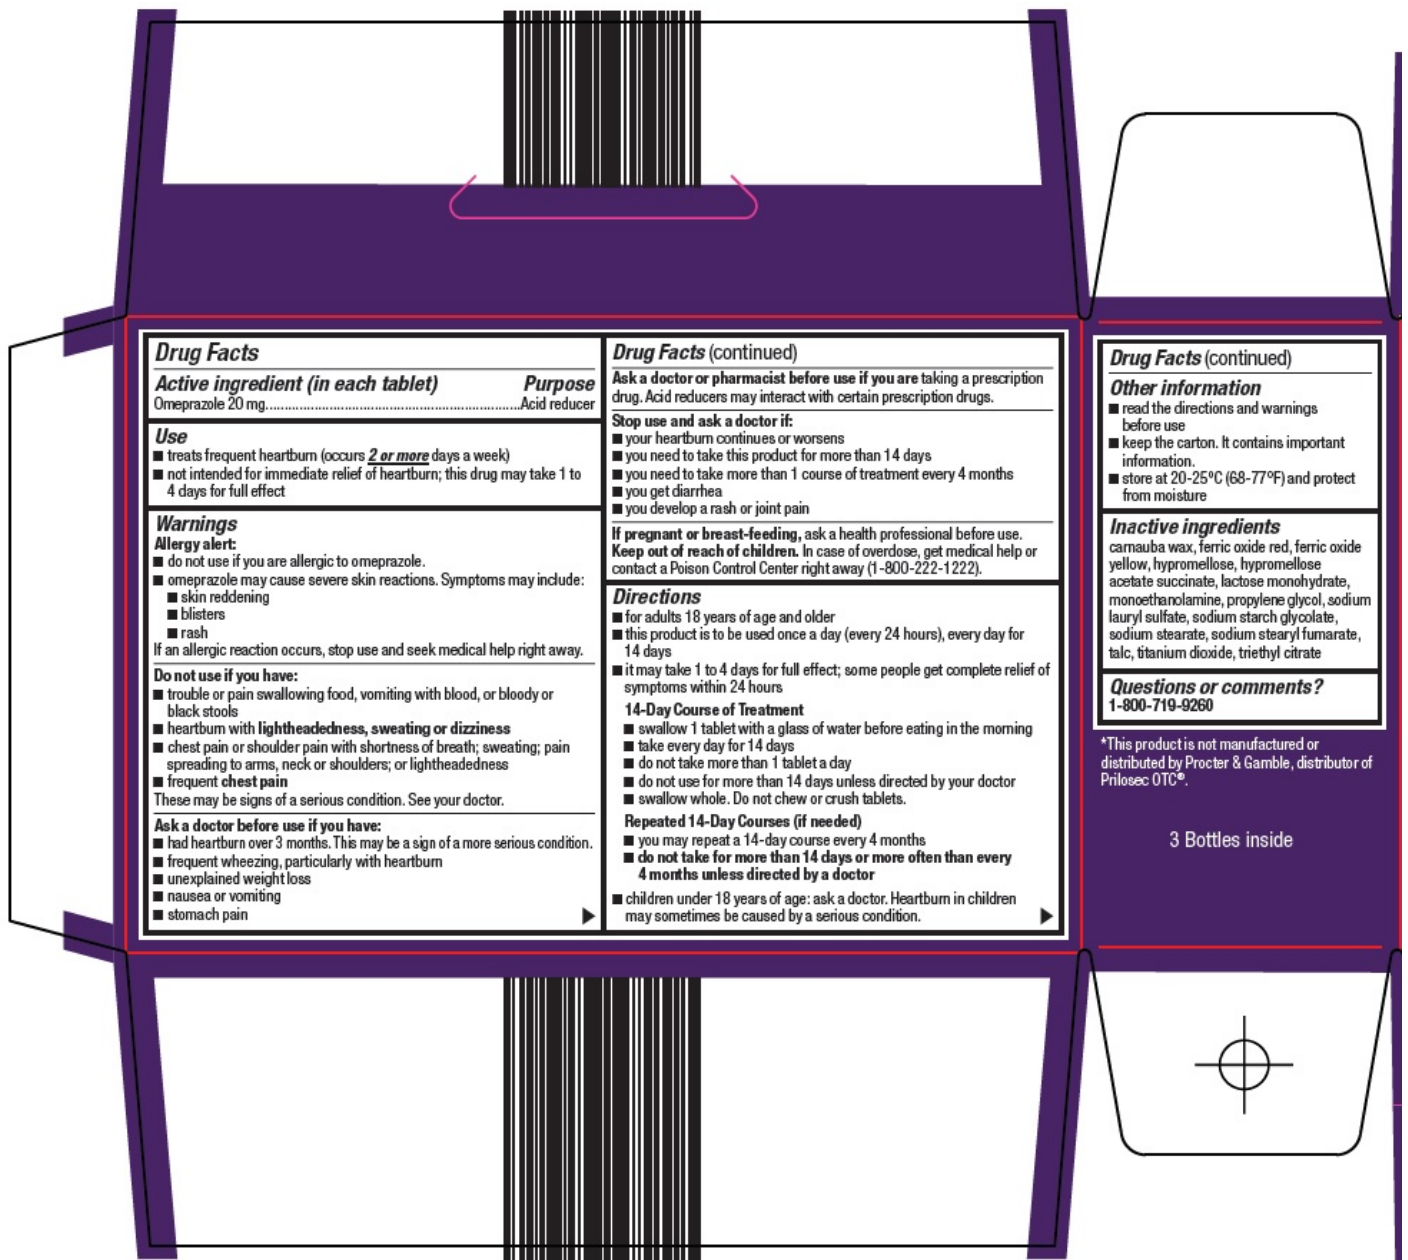 Drug Facts
Active ingredient (in each tablet) Purpose
Omeprazole 20 mg......................................................................Acid reducer
Use
■ treats frequent heartburn (occurs 2 or more days a week)
■ not intended for immediate relief of heartburn; this drug may take 1 to
4 days for full effect
Warnings
Allergy alert:
■ do not use if you are allergic to omeprazole.
■ omeprazole may cause severe skin reactions. Symptoms may include:
■ skin reddening
■ blisters
■ rash
If an allergic reaction occurs, stop use and seek medical help right away.
Do not use if you have:
■ trouble or pain swallowing food, vomiting with blood, or bloody or
black stools
■ heartburn with lightheadedness, sweating or dizziness
■ chest pain or shoulder pain with shortness of breath; sweating; pain
spreading to arms, neck or shoulders; or lightheadedness
■ frequent chest pain
These may be signs of a serious condition. See your doctor.
Ask a doctor before use if you have:
■ had heartburn over 3 months. This may be a sign of a more serious condition.
■ frequent wheezing, particularly with heartburn
■ unexplained weight loss
■ nausea or vomiting
■ stomach pain
Drug Facts (continued)
Ask a doctor or pharmacist before use if you are taking a prescription
drug. Acid reducers may interact with certain prescription drugs.
Stop use and ask a doctor if:
■ your heartburn continues or worsens
■ you need to take this product for more than 14 days
■ you need to take more than 1 course of treatment every 4 months
■ you get diarrhea
■ you develop a rash or joint pain
If pregnant or breast-feeding, ask a health professional before use.
Keep out of reach of children. In case of overdose, get medical help or
contact a Poison Control Center right away (1-800-222-1222).
Directions
■ for adults 18 years of age and older
■ this product is to be used once a day (every 24 hours), every day for
14 days
■ it may take 1 to 4 days for full effect; some people get complete relief of
symptoms within 24 hours
14-Day Course of Treatment
■ swallow 1 tablet with a glass of water before eating in the morning
■ take every day for 14 days
■ do not take more than 1 tablet a day
■ do not use for more than 14 days unless directed by your doctor
■ swallow whole. Do not chew or crush tablets.
Repeated 14-Day Courses (if needed)
■ you may repeat a 14-day course every 4 months
■ do not take for more than 14 days or more often than every
4 months unless directed by a doctor
■ children under 18 years of age: ask a doctor. Heartburn in children
may sometimes be caused by a serious condition.
Drug Facts (continued)
Other information
■ read the directions and warnings
before use
■ keep the carton. It contains important
information.
■ store at 20-25°C (68-77°F) and protect
from moisture
Inactive ingredients
carnauba wax, ferric oxide red, ferric oxide
yellow, hypromellose, hypromellose
acetate succinate, lactose monohydrate,
monoethanolamine, propylene glycol, sodium
lauryl sulfate, sodium starch glycolate,
sodium stearate, sodium stearyl fumarate,
talc, titanium dioxide, triethyl citrate
Questions or comments?
1-800-719-9260
*This product is not manufactured or
distributed by Procter & Gamble, distributor of
Prilosec OTC®.
3 Bottles inside